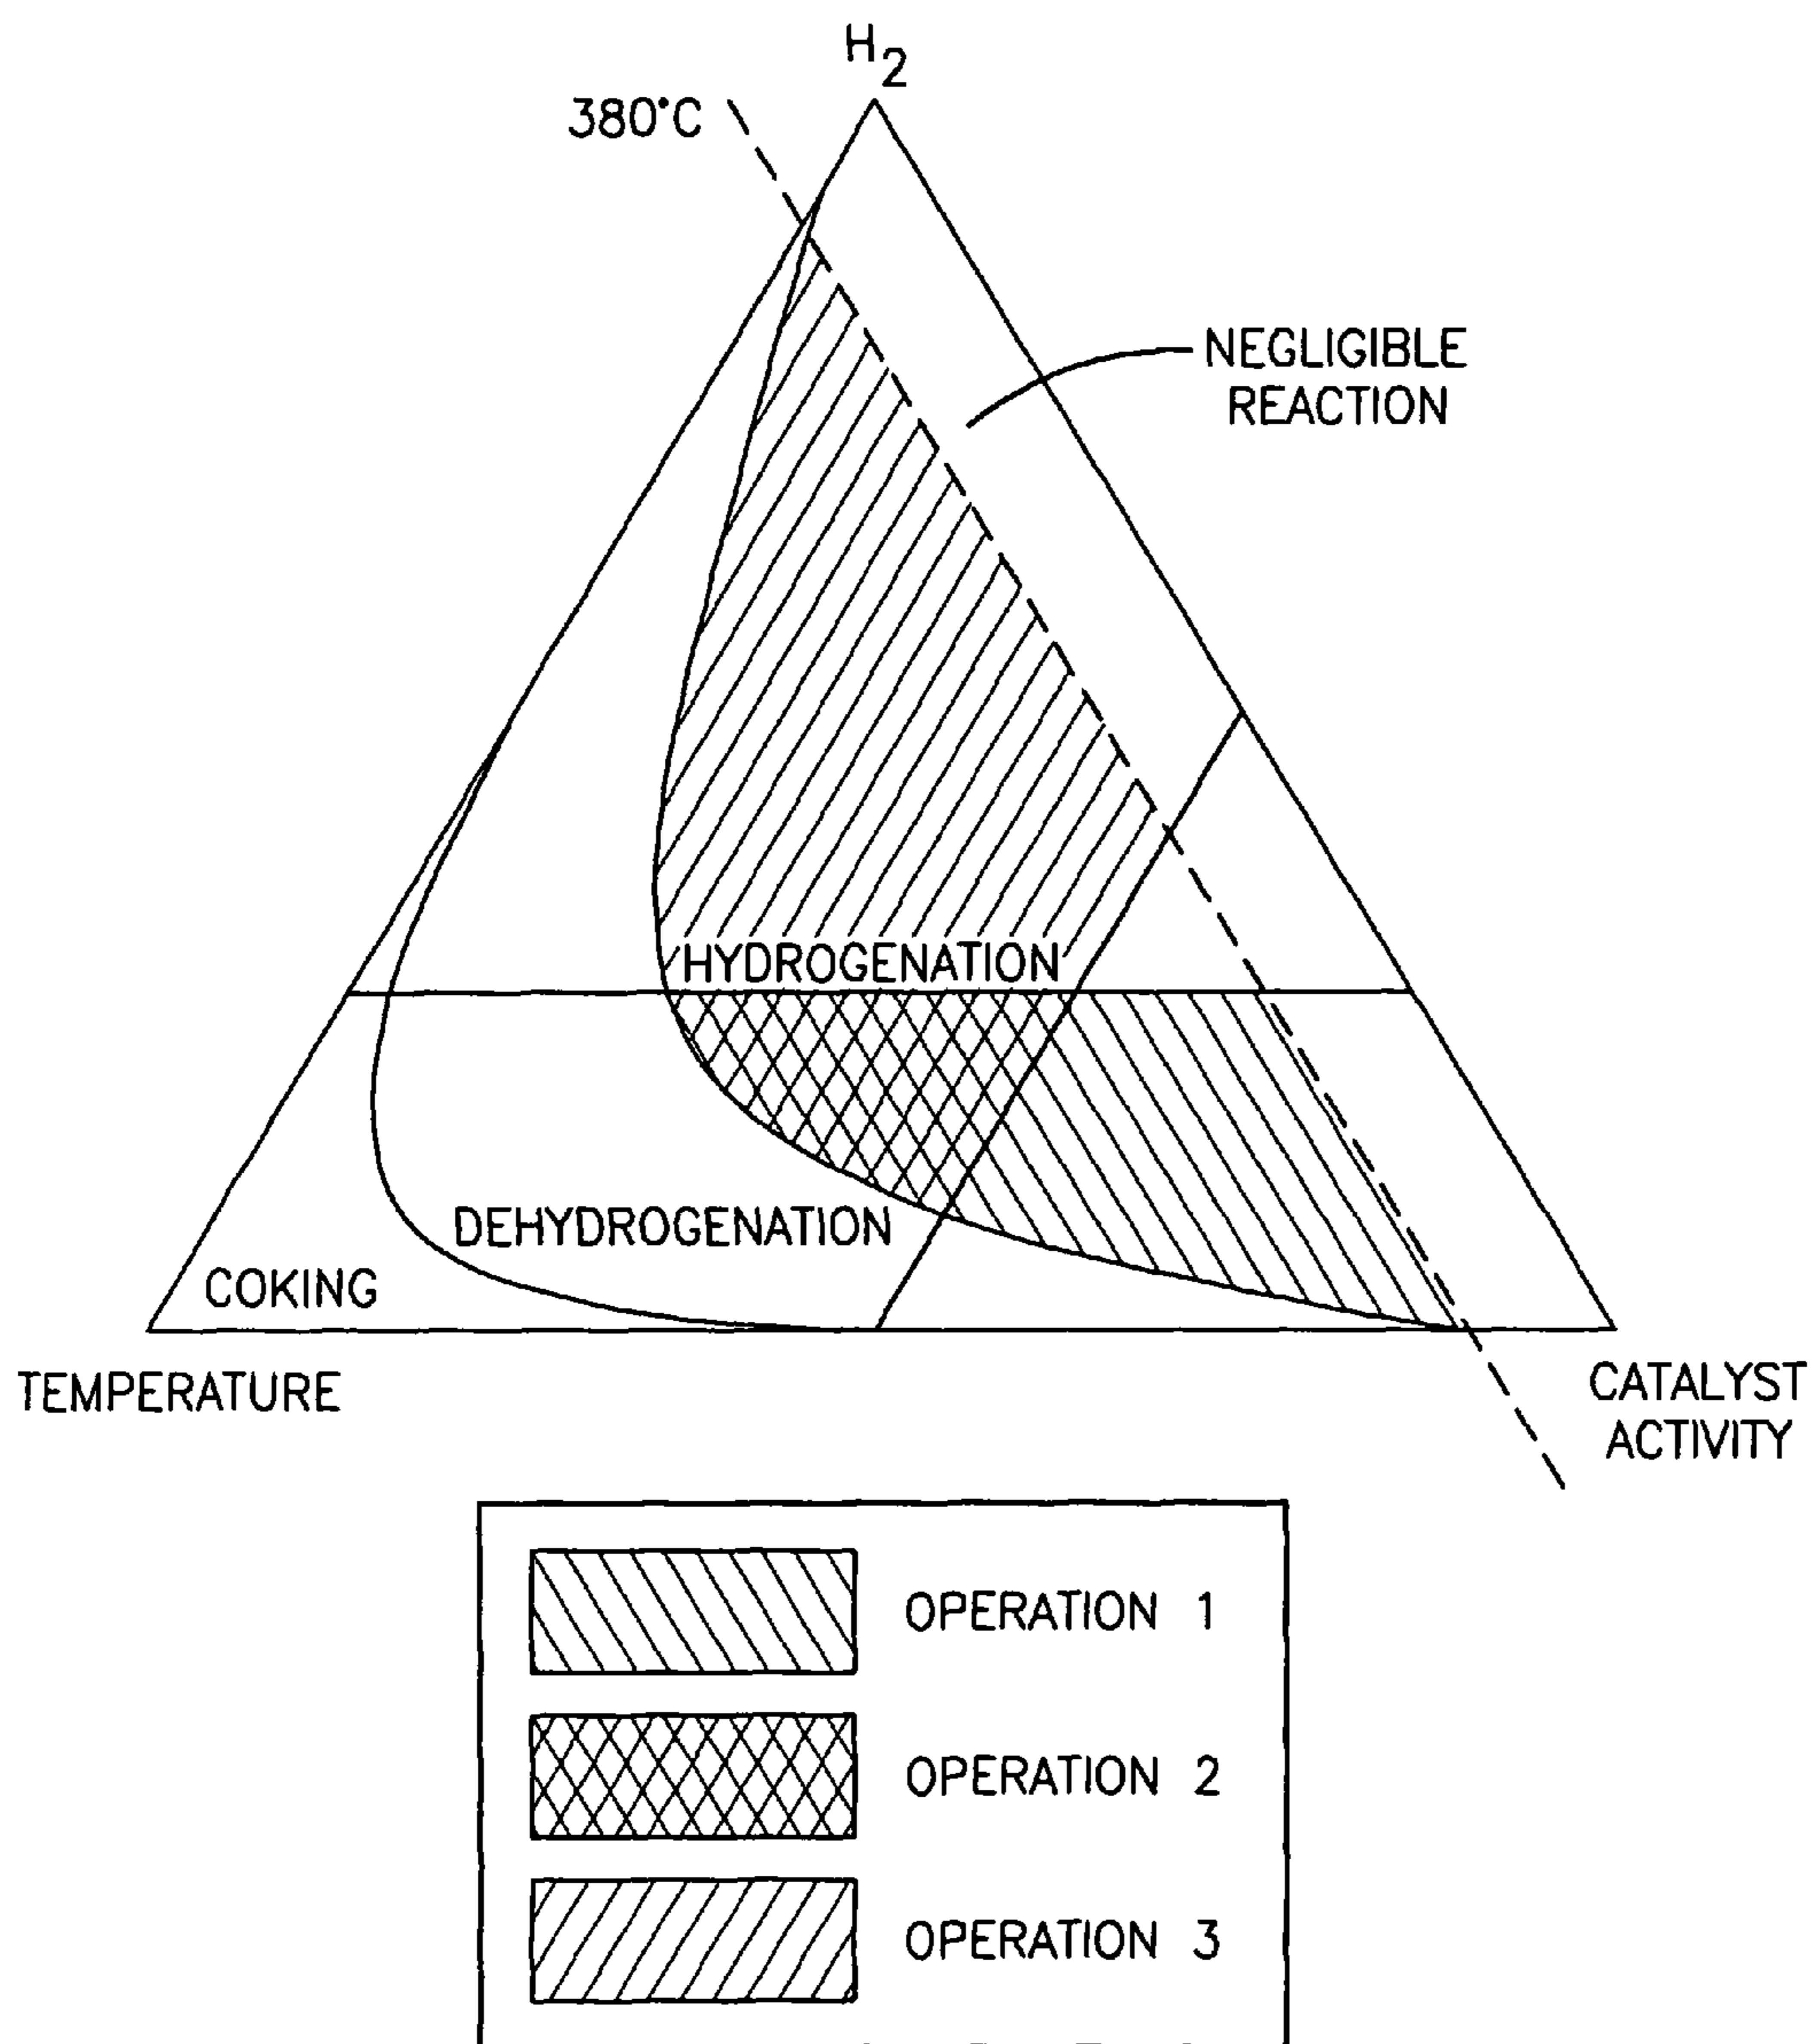 H2
380°C
NEGLIGIBLE
REACTION
HYDROGENATION
DEHYDROGENATION
COKING
TEMPERATURE
CATALYST
ACTIVITY
OPERATION 1
OPERATION 2
OPERATION 3